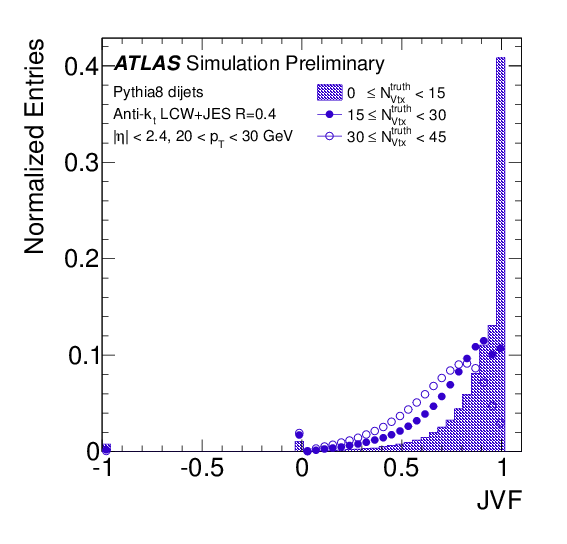 ATLAS Simulation Preliminary
Pythia8 dijets
Anti-k_t LCW+JES R=0.4
|η| < 2.4, 20 < p_T < 30 GeV
0 ≤ N_Vtx^truth < 15
15 ≤ N_Vtx^truth < 30
30 ≤ N_Vtx^truth < 45
Normalized Entries
0.4
0.3
0.2
0.1
0
-1 -0.5 0 0.5 1
JVF